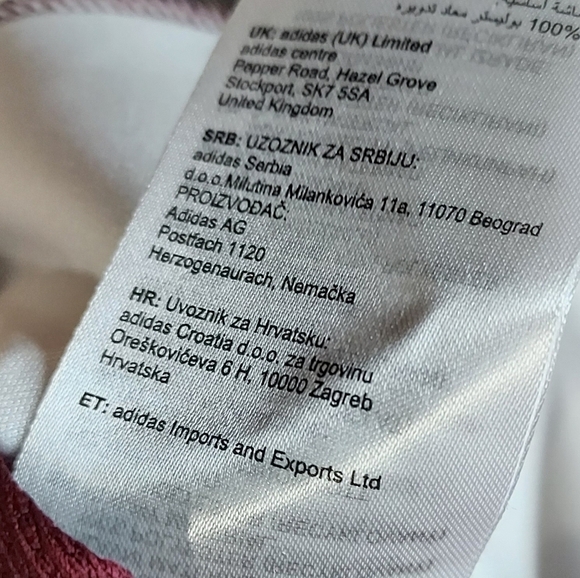 100% بوليستر معاد تدويره
UK: adidas (UK) Limited
adidas centre
Pepper Road, Hazel Grove
Stockport, SK7 5SA
United Kingdom
SRB: UZOZNIK ZA SRBIJU:
adidas Serbia
d.o.o.Milutina Milankovića 11a, 11070 Beograd
PROIZVOĐAČ:
Adidas AG
Postfach 1120
Herzogenaurach, Nemačka
HR: Uvoznik za Hrvatsku:
adidas Croatia d.o.o. za trgovinu
Oreškovićeva 6 H, 10000 Zagreb
Hrvatska
ET: adidas Imports and Exports Ltd